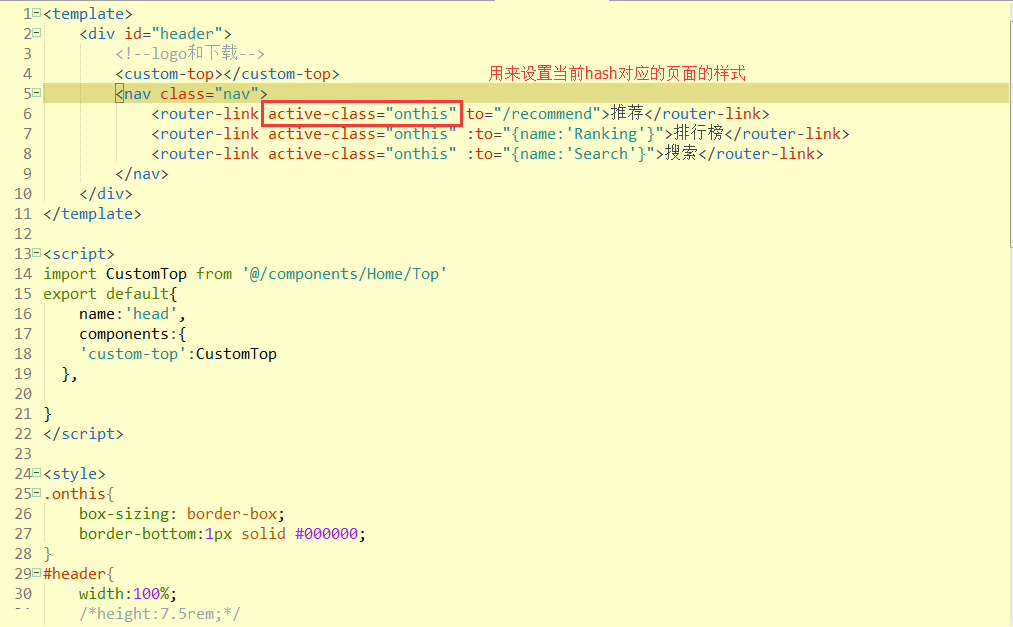 1 <template>
2     <div id="header">
3         <!--logo和下载-->
4         <custom-top></custom-top> 用来设置当前hash对应的页面的样式
5         <nav class="nav">
6             <router-link active-class="onthis" to="/recommend">推荐</router-link>
7             <router-link active-class="onthis" :to="{name:'Ranking'}">排行榜</router-link>
8             <router-link active-class="onthis" :to="{name:'Search'}">搜索</router-link>
9         </nav>
10     </div>
11 </template>
12
13 <script>
14 import CustomTop from '@/components/Home/Top'
15 export default{
16     name:'head',
17     components:{
18     'custom-top':CustomTop
19   },
20
21 }
22 </script>
23
24 <style>
25 .onthis{
26     box-sizing: border-box;
27     border-bottom:1px solid #000000;
28 }
29 #header{
30     width:100%;
/*height:7.5rem;*/